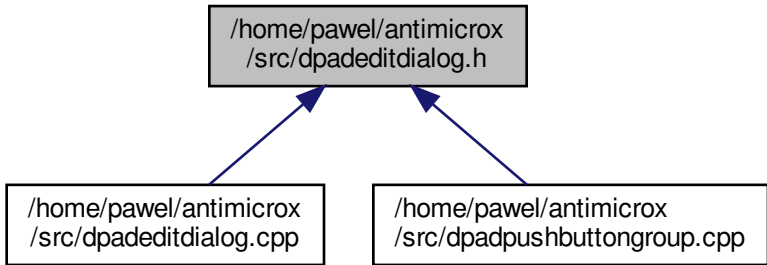 /home/pawel/antimicrox
/src/dpadeditdialog.h
/home/pawel/antimicrox
/src/dpadeditdialog.cpp
/home/pawel/antimicrox
/src/dpadpushbuttongroup.cpp